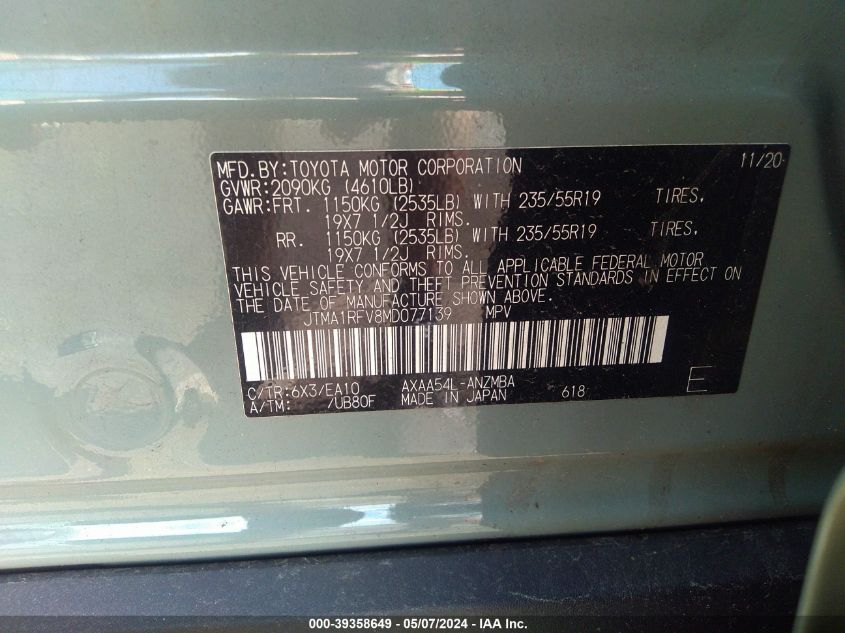 MFD.BY:TOYOTA MOTOR CORPORATION 11/20
GVWR:2090KG (4610LB)
GAWR:FRT. 1150KG (2535LB) WITH 235/55R19 TIRES,
19X7 1/2J RIMS.
RR. 1150KG (2535LB) WITH 235/55R19 TIRES,
19X7 1/2J RIMS.
THIS VEHICLE CONFORMS TO ALL APPLICABLE FEDERAL MOTOR
VEHICLE SAFETY AND THEFT PREVENTION STANDARDS IN EFFECT ON
THE DATE OF MANUFACTURE SHOWN ABOVE.
JTMA1RFV8MD077139 MPV
C/TR:6X3/EA10 AXAA54L-ANZMBA E
A/TM: /UB80F MADE IN JAPAN 618
000-39358649 - 05/07/2024 - IAA Inc.